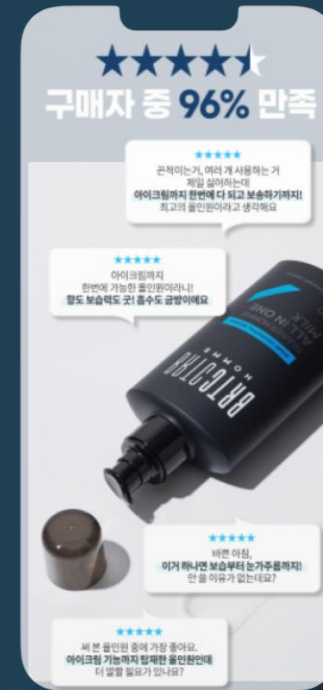 ★★★★★
구매자 중 96% 만족
★★★★★
끈적이는거, 여러 개 사용하는 거
제일 싫어하는데
아이크림까지 한번에 다 되고 보송하기까지!
최고의 올인원이라고 생각해요
★★★★★
아이크림까지
한번에 가능한 올인원이라니!
향도 보습력도 굿! 흡수도 금방이에요
ALL IN ONE
MILK
BRTC
HOMME
★★★★★
바쁜 아침,
이거 하나면 보습부터 눈가주름까지!
안 쓸 이유가 없는데요?
★★★★★
써 본 올인원 중에 가장 좋아요.
아이크림 기능까지 탑재한 올인원인데
더 말할 필요가 있나요?